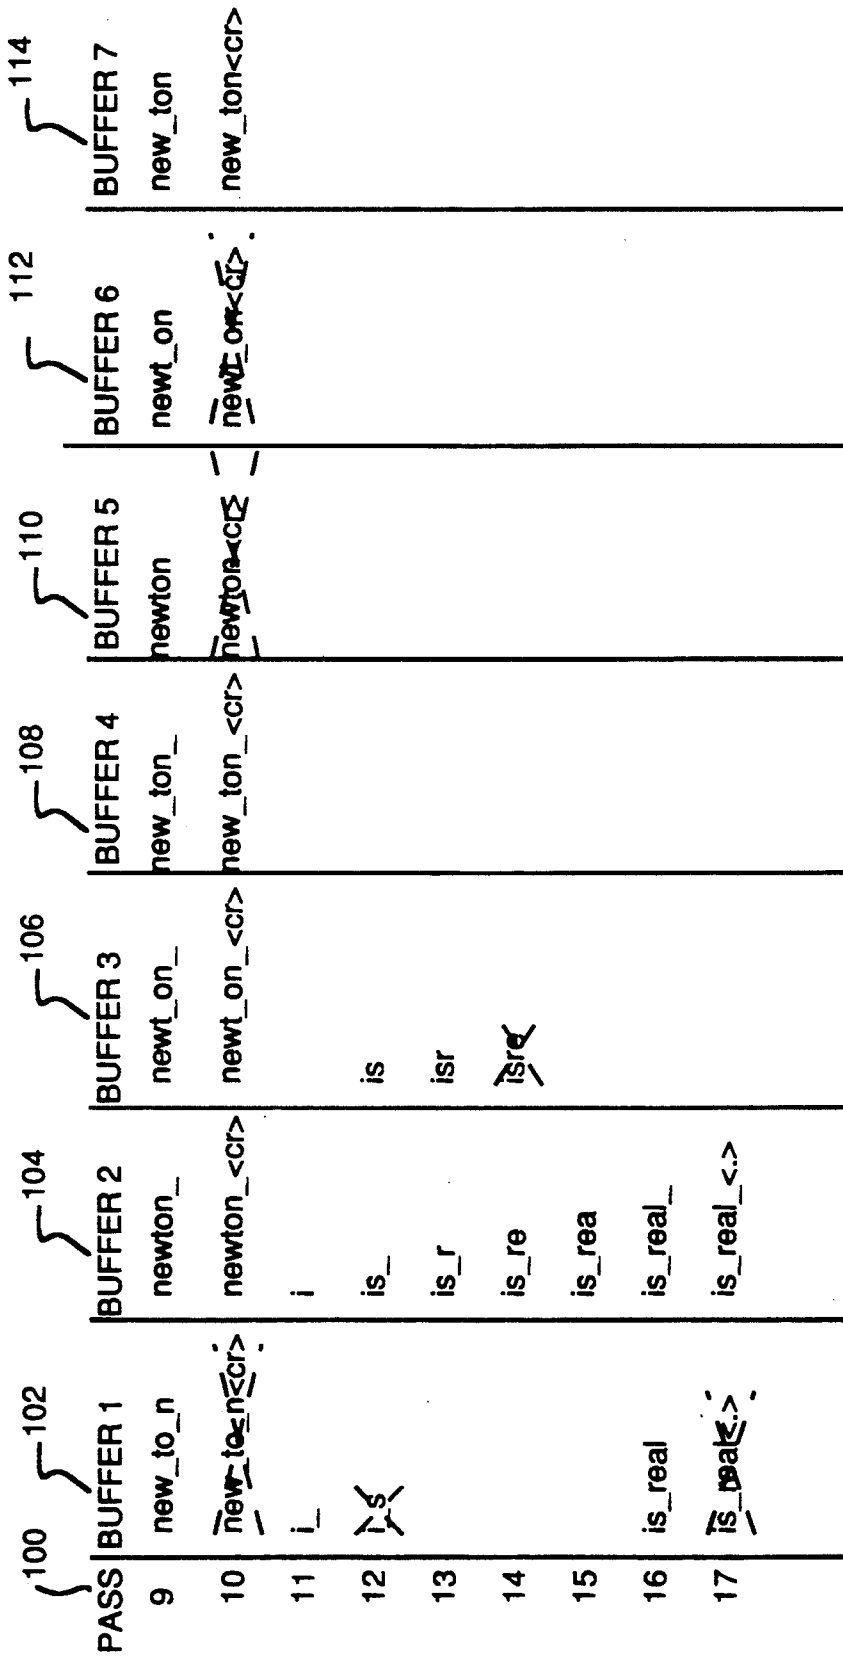 100 102 104 106 108 110 112 114
PASS BUFFER 1 BUFFER 2 BUFFER 3 BUFFER 4 BUFFER 5 BUFFER 6 BUFFER 7
9 new_to_n newton_ newt_on_ new_ton_ newton newt_on new_ton
10 new_to_n<cr> newton_<cr> newt_on_<cr> new_ton_<cr> newton<cr> newt_on<cr> new_ton<cr>
11 i_ i
12 i_s is_ is
13 is_r isr
14 is_re isre
15 is_rea
16 is_real is_real_
17 is_real<.> is_real_<.>